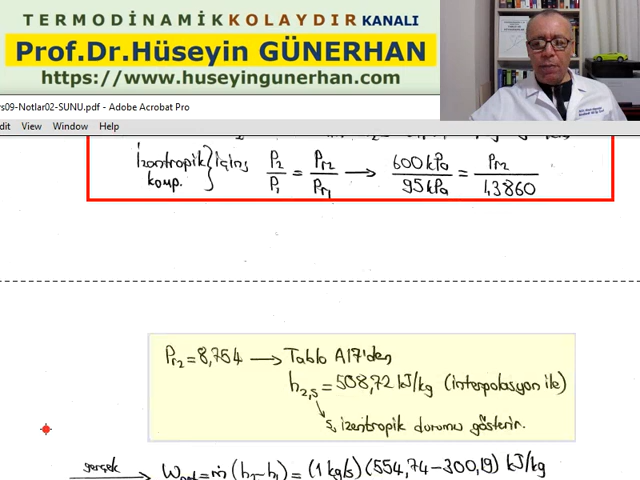 TERMODİNAMİKKOLAYDIR KANALI
Prof.Dr.Hüseyin GÜNERHAN
https://www.huseyingunerhan.com
s09-Notlar02-SUNU.pdf - Adobe Acrobat Pro
dit View Window Help
İzentropik komp. } için; P2/P1 = Pr2/Pr1 → 600 kPa/95 kPa = Pr2/1,3860
Pr2 = 8,754 → Tablo A17'den
h2,s = 508,72 kJ/kg (interpolasyon ile)
s, izentropik durumu gösterir.
gerçek → = ṁ (h2-h1) = (1 kg/s) (554,74-300,19) kJ/kg